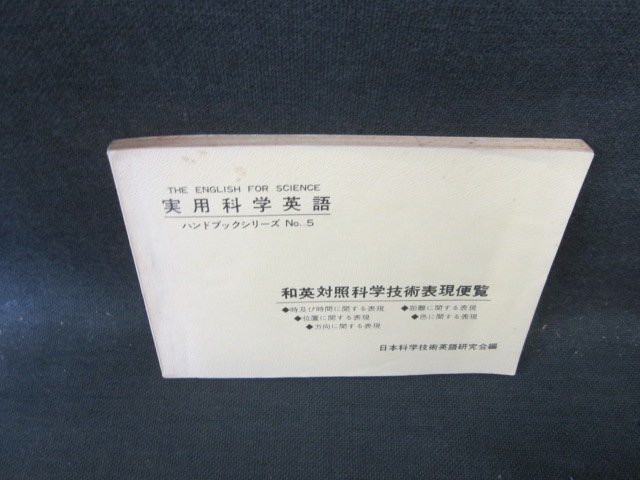 THE ENGLISH FOR SCIENCE
実用科学英語
ハンドブックシリーズ No. 5
和英対照科学技術表現便覧
◆時及び時間に関する表現 ◆距離に関する表現
◆位置に関する表現 ◆色に関する表現
◆方向に関する表現
日本科学技術英語研究会編